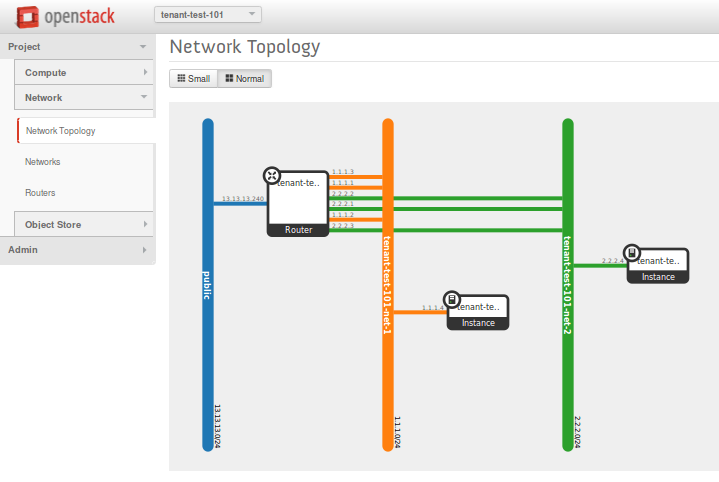 openstack
tenant-test-101
Project
Compute
Network
Network Topology
Networks
Routers
Object Store
Admin
Network Topology
Small
Normal
public
13.13.13.0/24
13.13.13.240
tenant-te..
Router
1.1.1.3
1.1.1.1
2.2.2.2
2.2.2.1
1.1.1.2
2.2.2.3
tenant-test-101-net-1
1.1.1.0/24
1.1.1.4
tenant-te..
Instance
tenant-test-101-net-2
2.2.2.0/24
2.2.2.4
tenant-te..
Instance